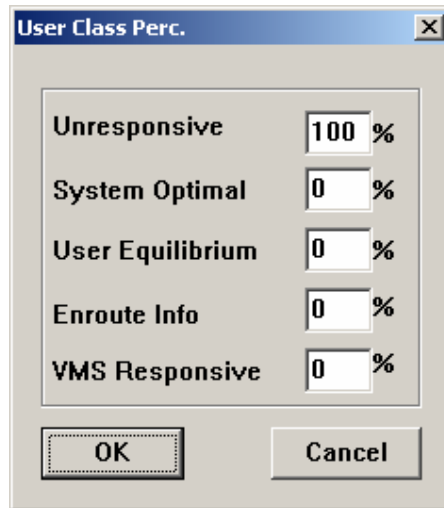 User Class Perc.
Unresponsive 100 %
System Optimal 0 %
User Equilibrium 0 %
Enroute Info 0 %
VMS Responsive 0 %
OK Cancel